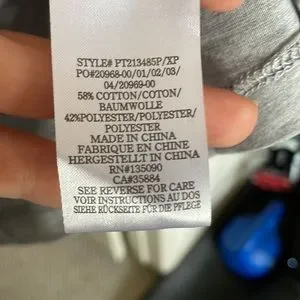 STYLE# PT213485P/XP
PO#20968-00/01/02/03/
04/20969-00
58% COTTON/COTON/
BAUMWOLLE
42%POLYESTER/POLYESTER/
POLYESTER
MADE IN CHINA
FABRIQUE EN CHINE
HERGESTELLT IN CHINA
RN#135090
CA#35884
SEE REVERSE FOR CARE
VOIR INSTRUCTIONS AU DOS
SIEHE RÜCKSEITE FÜR DIE PFLEGE